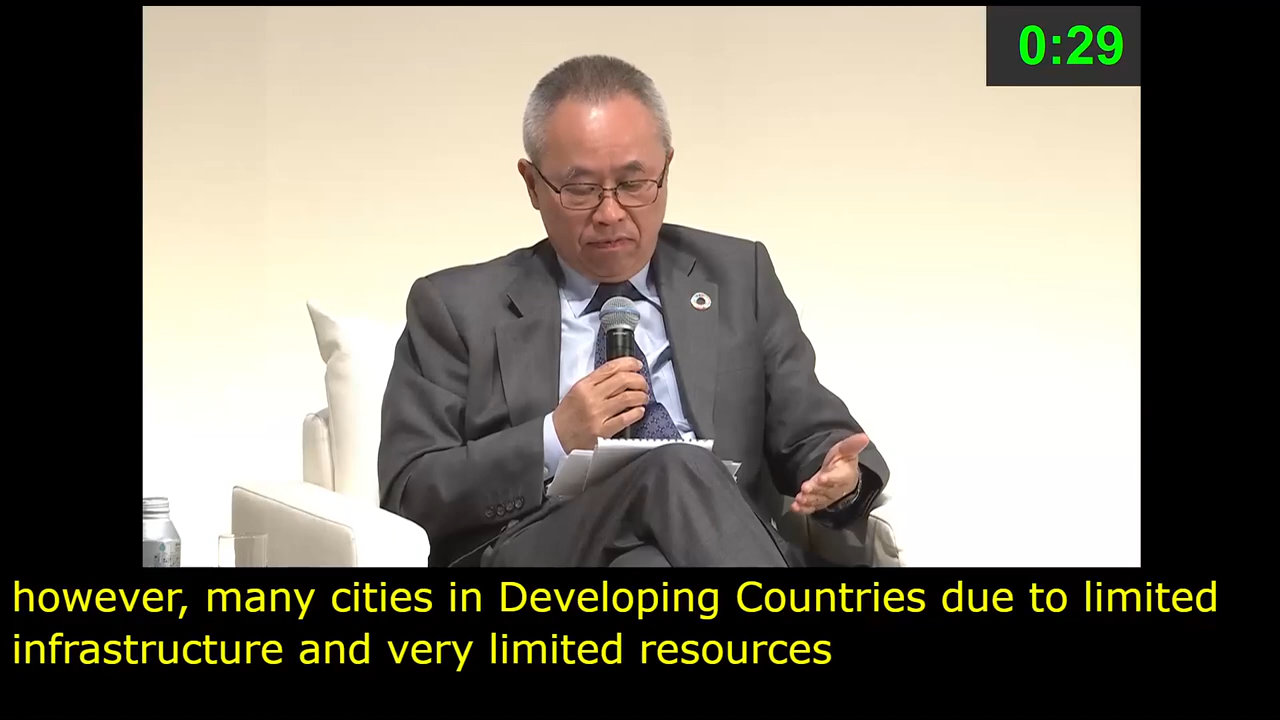 0:29
however, many cities in Developing Countries due to limited
infrastructure and very limited resources